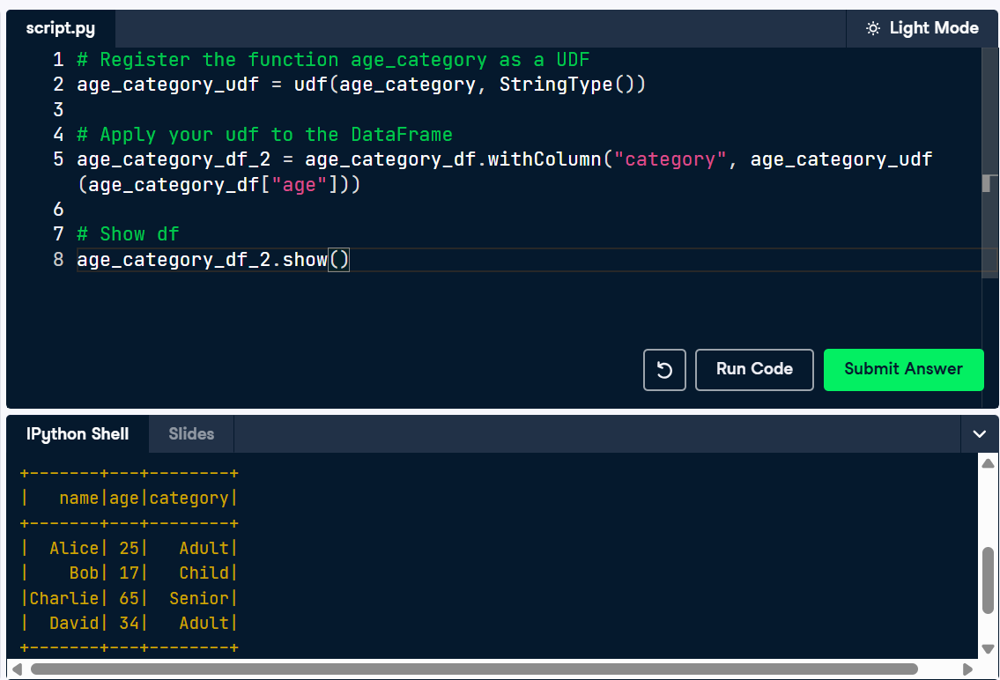 script.py
Light Mode
1 # Register the function age_category as a UDF
2 age_category_udf = udf(age_category, StringType())
3
4 # Apply your udf to the DataFrame
5 age_category_df_2 = age_category_df.withColumn("category", age_category_udf
(age_category_df["age"]))
6
7 # Show df
8 age_category_df_2.show()
Run Code
Submit Answer
IPython Shell
Slides
+-------+---+--------+
|   name|age|category|
+-------+---+--------+
|  Alice| 25|   Adult|
|    Bob| 17|   Child|
|Charlie| 65|  Senior|
|  David| 34|   Adult|
+-------+---+--------+